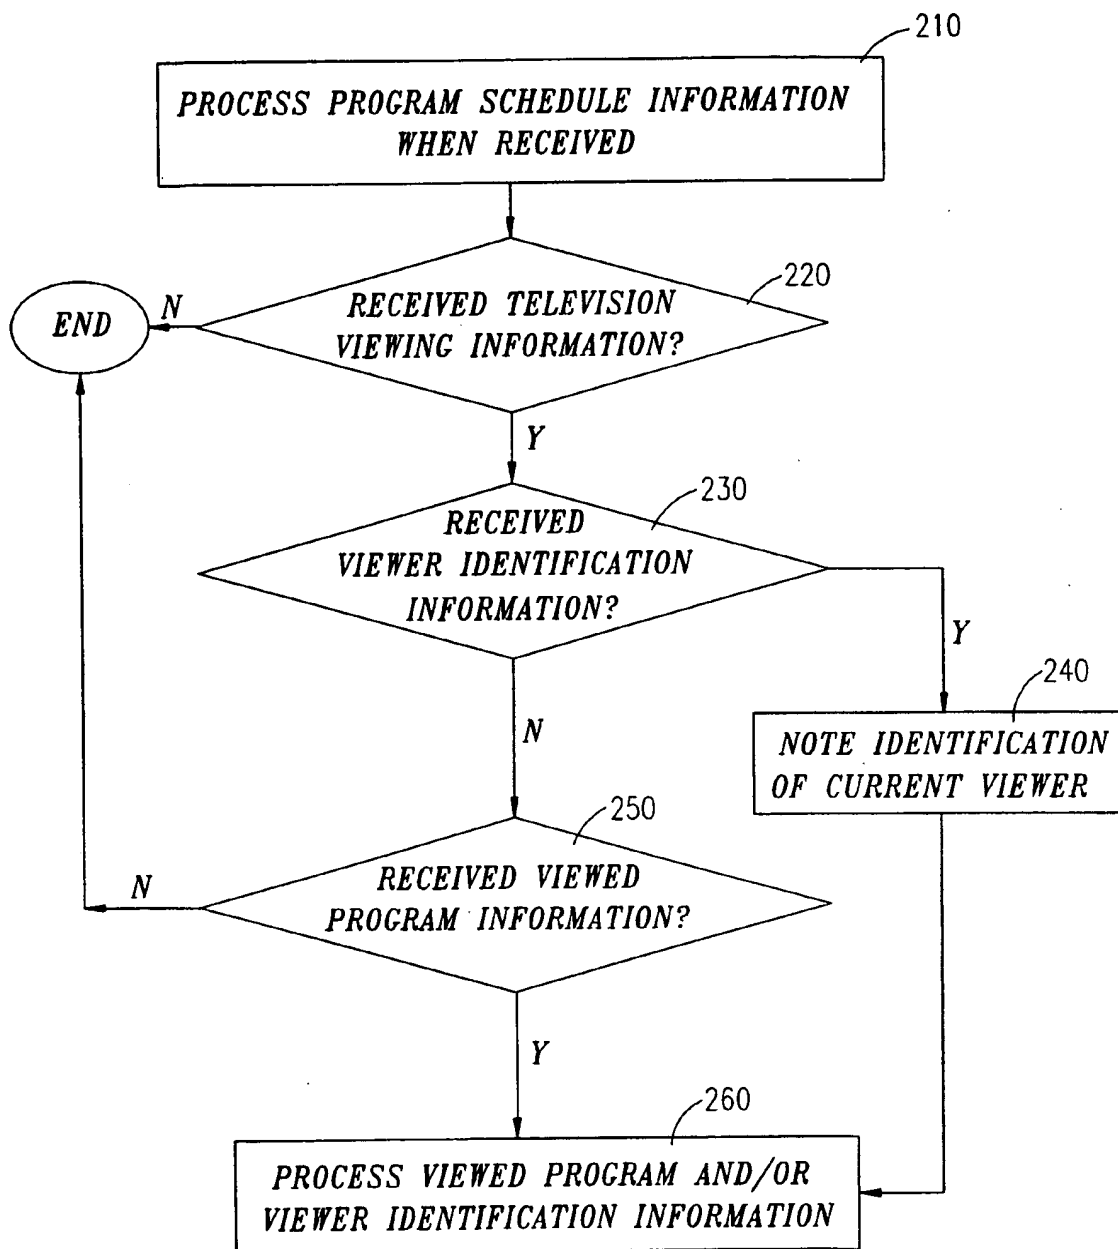 210
PROCESS PROGRAM SCHEDULE INFORMATION
WHEN RECEIVED
220
RECEIVED TELEVISION
VIEWING INFORMATION?
N
END
Y
230
RECEIVED
VIEWER IDENTIFICATION
INFORMATION?
Y
240
NOTE IDENTIFICATION
OF CURRENT VIEWER
N
250
RECEIVED VIEWED
PROGRAM INFORMATION?
N
Y
260
PROCESS VIEWED PROGRAM AND/OR
VIEWER IDENTIFICATION INFORMATION